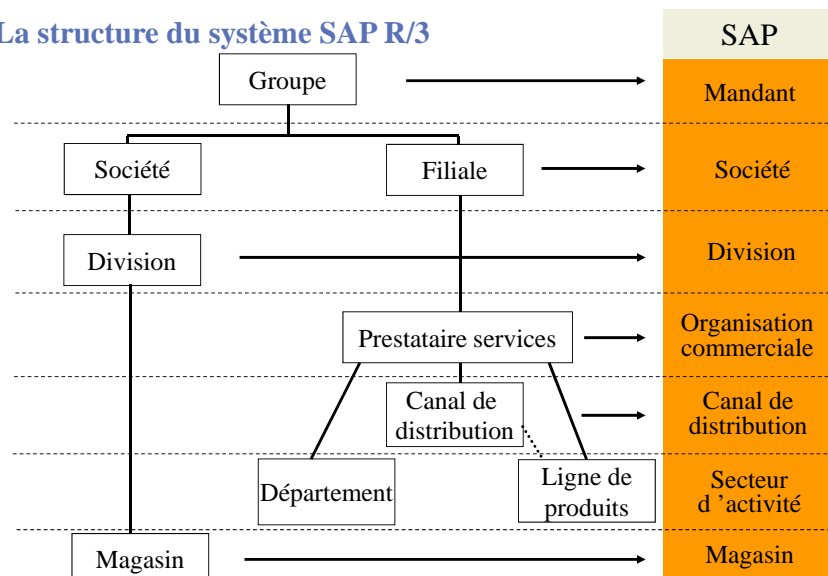 La structure du système SAP R/3
SAP
Groupe
Mandant
Société
Filiale
Société
Division
Division
Prestataire services
Organisation
commerciale
Canal de
distribution
Canal de
distribution
Département
Ligne de
produits
Secteur
d ’activité
Magasin
Magasin